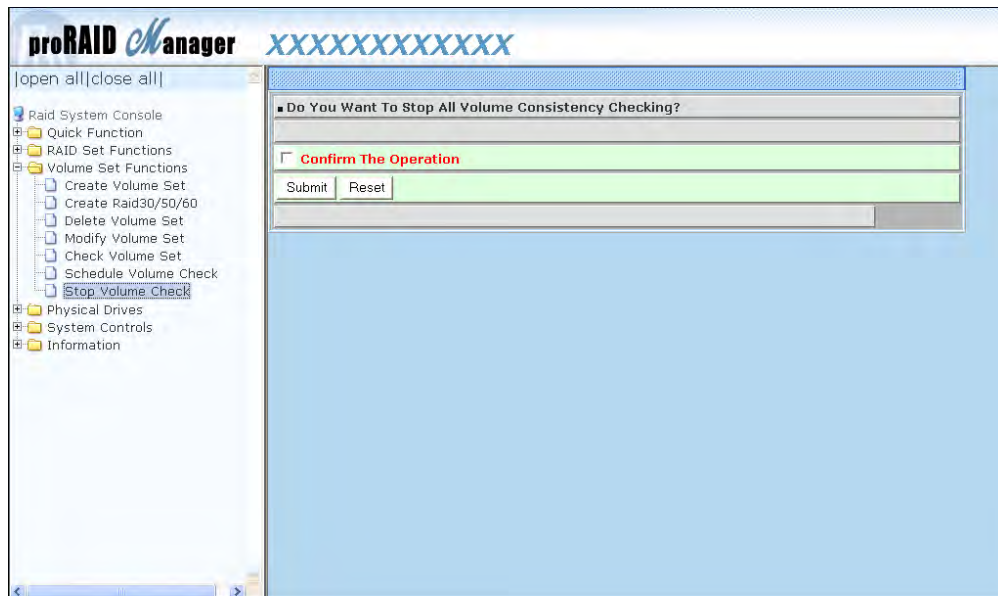 proRAID Manager XXXXXXXXXXXX
|open all|close all|
Raid System Console
Quick Function
RAID Set Functions
Volume Set Functions
Create Volume Set
Create Raid30/50/60
Delete Volume Set
Modify Volume Set
Check Volume Set
Schedule Volume Check
Stop Volume Check
Physical Drives
System Controls
Information
Do You Want To Stop All Volume Consistency Checking?
Confirm The Operation
Submit Reset